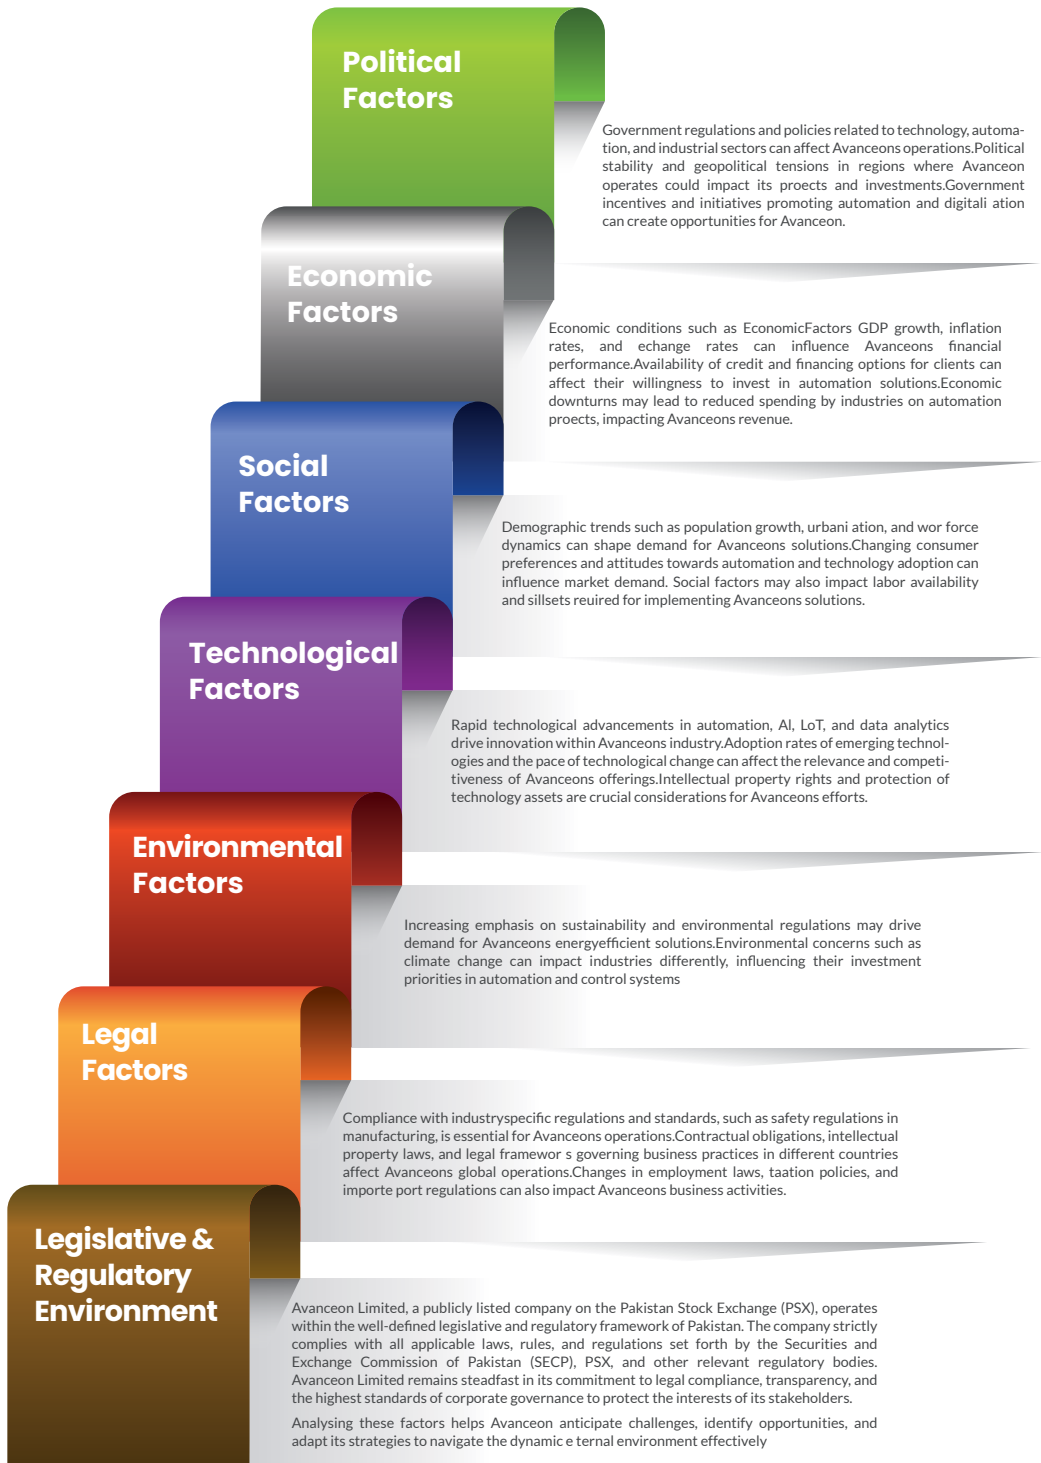 Political
Factors
Government regulations and policies related to technology, automa-
tion, and industrial sectors can affect Avanceons operations.Political
stability and geopolitical tensions in regions where Avanceon
operates could impact its proects and investments.Government
incentives and initiatives promoting automation and digitali ation
can create opportunities for Avanceon.
Economic
Factors
Economic conditions such as EconomicFactors GDP growth, inflation
rates, and echange rates can influence Avanceons financial
performance.Availability of credit and financing options for clients can
affect their willingness to invest in automation solutions.Economic
downturns may lead to reduced spending by industries on automation
proects, impacting Avanceons revenue.
Social
Factors
Demographic trends such as population growth, urbani ation, and wor force
dynamics can shape demand for Avanceons solutions.Changing consumer
preferences and attitudes towards automation and technology adoption can
influence market demand. Social factors may also impact labor availability
and sillsets reuired for implementing Avanceons solutions.
Technological
Factors
Rapid technological advancements in automation, AI, LoT, and data analytics
drive innovation within Avanceons industry.Adoption rates of emerging technol-
ogies and the pace of technological change can affect the relevance and competi-
tiveness of Avanceons offerings.Intellectual property rights and protection of
technology assets are crucial considerations for Avanceons efforts.
Environmental
Factors
Increasing emphasis on sustainability and environmental regulations may drive
demand for Avanceons energyefficient solutions.Environmental concerns such as
climate change can impact industries differently, influencing their investment
priorities in automation and control systems
Legal
Factors
Compliance with industryspecific regulations and standards, such as safety regulations in
manufacturing, is essential for Avanceons operations.Contractual obligations, intellectual
property laws, and legal framewor s governing business practices in different countries
affect Avanceons global operations.Changes in employment laws, taation policies, and
importe port regulations can also impact Avanceons business activities.
Legislative &
Regulatory
Environment
Avanceon Limited, a publicly listed company on the Pakistan Stock Exchange (PSX), operates
within the well-defined legislative and regulatory framework of Pakistan. The company strictly
complies with all applicable laws, rules, and regulations set forth by the Securities and
Exchange Commission of Pakistan (SECP), PSX, and other relevant regulatory bodies.
Avanceon Limited remains steadfast in its commitment to legal compliance, transparency, and
the highest standards of corporate governance to protect the interests of its stakeholders.
Analysing these factors helps Avanceon anticipate challenges, identify opportunities, and
adapt its strategies to navigate the dynamic e ternal environment effectively